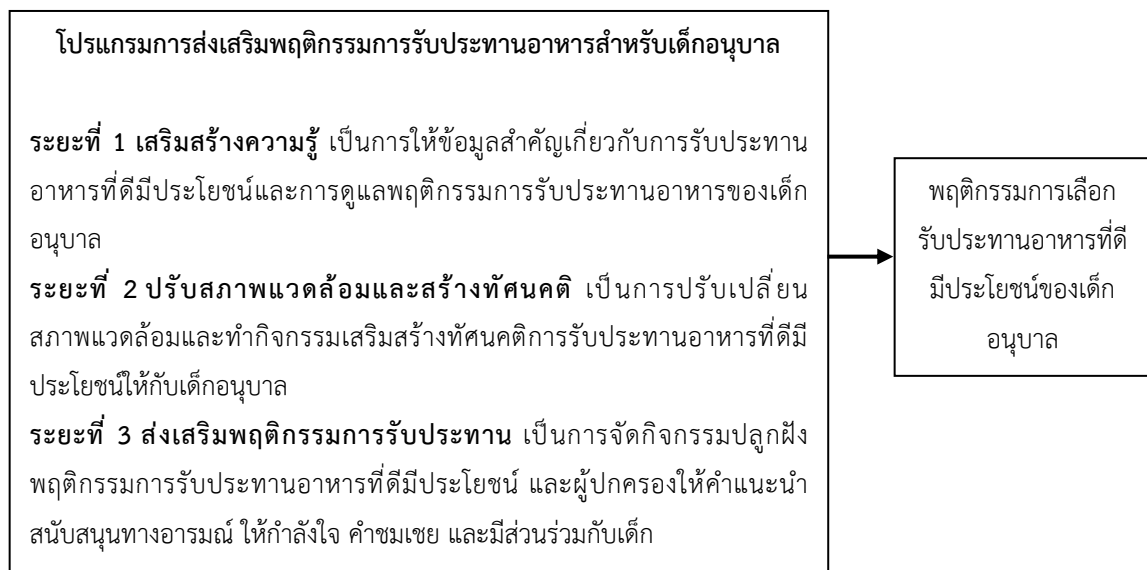 โปรแกรมการส่งเสริมพฤติกรรมการรับประทานอาหารสำหรับเด็กอนุบาล
ระยะที่ 1 เสริมสร้างความรู้ เป็นการให้ข้อมูลสำคัญเกี่ยวกับการรับประทาน
อาหารที่ดีมีประโยชน์และการดูแลพฤติกรรมการรับประทานอาหารของเด็ก
อนุบาล
ระยะที่ 2 ปรับสภาพแวดล้อมและสร้างทัศนคติ เป็นการปรับเปลี่ยน
สภาพแวดล้อมและทำกิจกรรมเสริมสร้างทัศนคติการรับประทานอาหารที่ดีมี
ประโยชน์ให้กับเด็กอนุบาล
ระยะที่ 3 ส่งเสริมพฤติกรรมการรับประทาน เป็นการจัดกิจกรรมปลูกฝัง
พฤติกรรมการรับประทานอาหารที่ดีมีประโยชน์ และผู้ปกครองให้คำแนะนำ
สนับสนุนทางอารมณ์ ให้กำลังใจ คำชมเชย และมีส่วนร่วมกับเด็ก
พฤติกรรมการเลือก
รับประทานอาหารที่ดี
มีประโยชน์ของเด็ก
อนุบาล